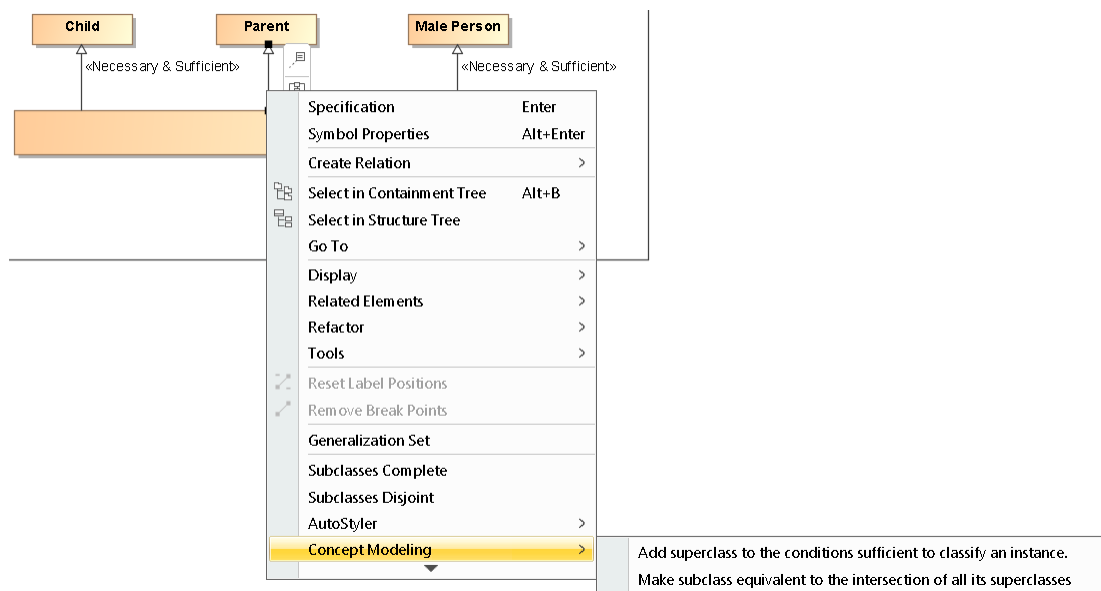 Child Parent Male Person
«Necessary & Sufficient» «Necessary & Sufficient»
Specification Enter
Symbol Properties Alt+Enter
Create Relation
Select in Containment Tree Alt+B
Select in Structure Tree
Go To
Display
Related Elements
Refactor
Tools
Reset Label Positions
Remove Break Points
Generalization Set
Subclasses Complete
Subclasses Disjoint
AutoStyler
Concept Modeling
Add superclass to the conditions sufficient to classify an instance.
Make subclass equivalent to the intersection of all its superclasses